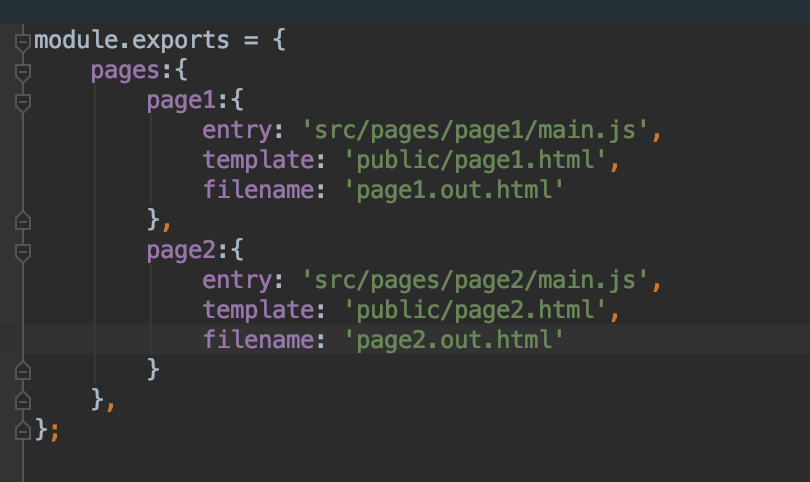 module.exports = {
    pages:{
        page1:{
            entry: 'src/pages/page1/main.js',
            template: 'public/page1.html',
            filename: 'page1.out.html'
        },
        page2:{
            entry: 'src/pages/page2/main.js',
            template: 'public/page2.html',
            filename: 'page2.out.html'
        }
    },
};